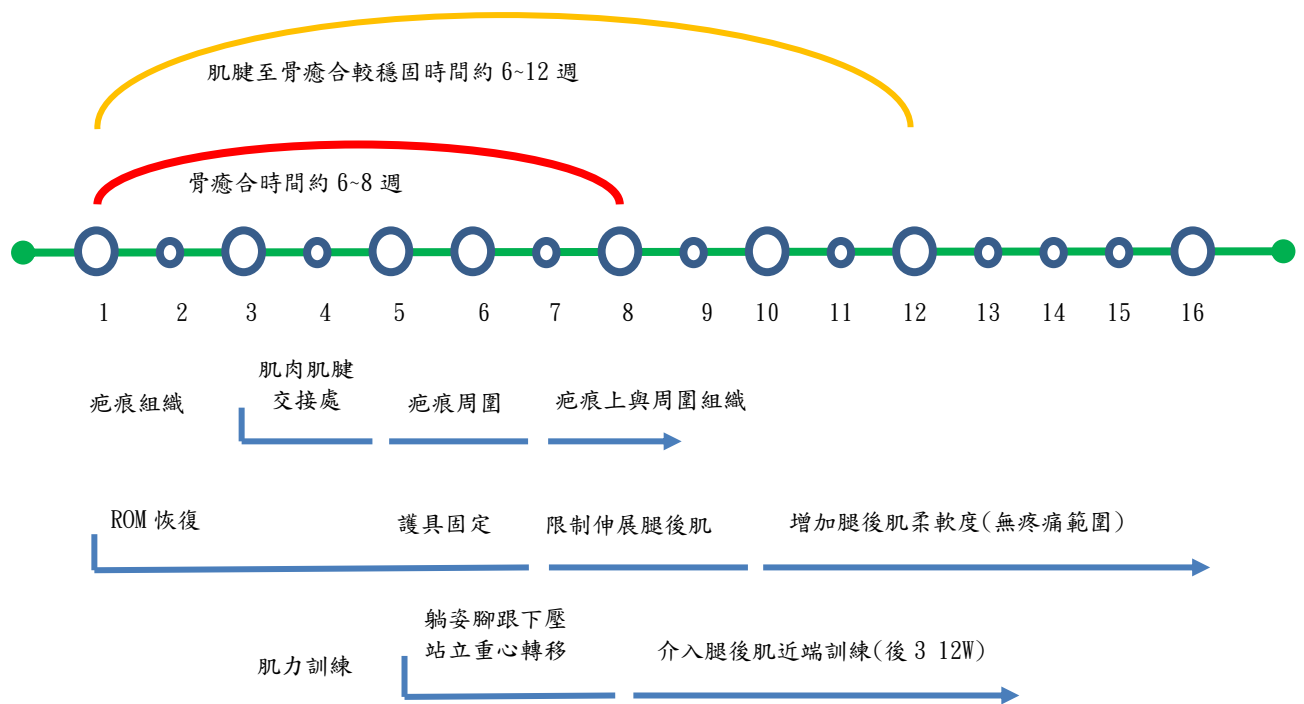 肌腱至骨癒合較穩固時間約 6~12 週
骨癒合時間約 6~8 週
1 2 3 4 5 6 7 8 9 10 11 12 13 14 15 16
疤痕組織
肌肉肌腱
交接處
疤痕周圍
疤痕上與周圍組織
ROM 恢復
護具固定
限制伸展腿後肌
增加腿後肌柔軟度(無疼痛範圍)
肌力訓練
躺姿腳跟下壓
站立重心轉移
介入腿後肌近端訓練(後 3 12W)